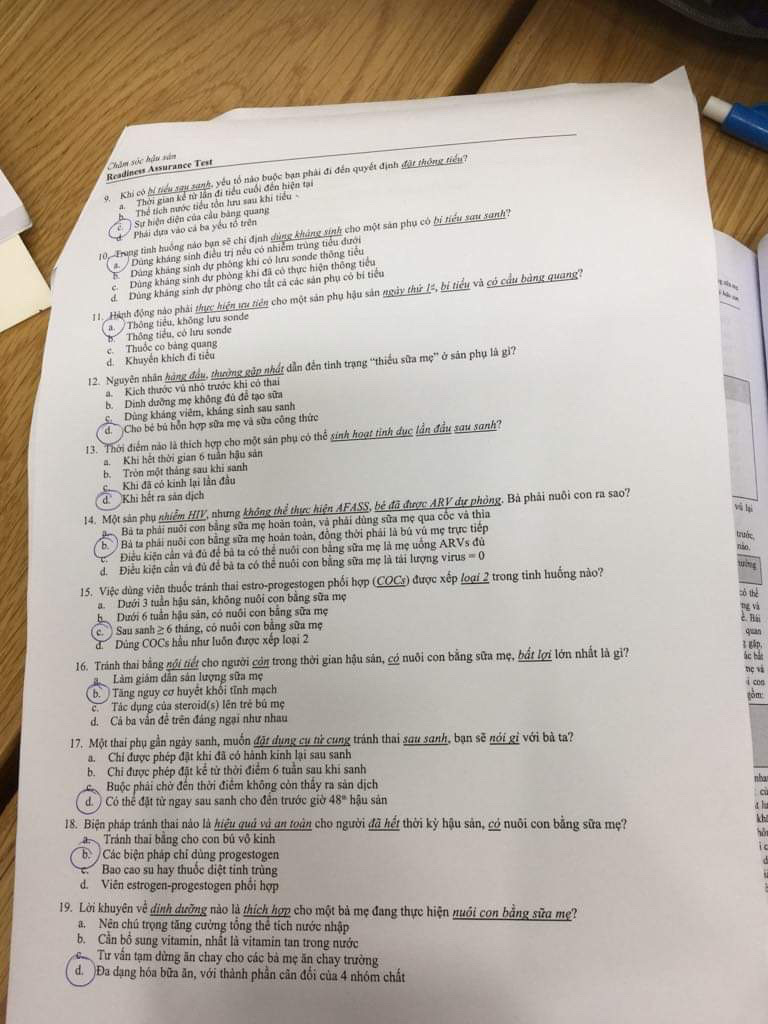 Chăm sóc hậu sản
Readiness Assurance Test
9. Khi có bí tiểu sau sanh, yếu tố nào buộc bạn phải đi đến quyết định đặt thông tiểu?
a. Thời gian kể từ lần đi tiểu cuối đến hiện tại
b. Thể tích nước tiểu tồn lưu sau khi tiểu
c. Sự hiện diện của cầu bàng quang
d. Phải dựa vào cả ba yếu tố trên
10. Trong tình huống nào bạn sẽ chỉ định dùng kháng sinh cho một sản phụ có bí tiểu sau sanh?
a. Dùng kháng sinh điều trị nếu có nhiễm trùng tiểu dưới
b. Dùng kháng sinh dự phòng khi có lưu sonde thông tiểu
c. Dùng kháng sinh dự phòng khi đã có thực hiện thông tiểu
d. Dùng kháng sinh dự phòng cho tất cả các sản phụ có bí tiểu
11. Hành động nào phải thực hiện ưu tiên cho một sản phụ hậu sản ngày thứ 1st, bí tiểu và có cầu bàng quang?
a. Thông tiểu, không lưu sonde
b. Thông tiểu, có lưu sonde
c. Thuốc co bàng quang
d. Khuyến khích đi tiểu
12. Nguyên nhân hàng đầu, thường gặp nhất dẫn đến tình trạng “thiếu sữa mẹ” ở sản phụ là gì?
a. Kích thước vú nhỏ trước khi có thai
b. Dinh dưỡng mẹ không đủ để tạo sữa
c. Dùng kháng viêm, kháng sinh sau sanh
d. Cho bé bú hỗn hợp sữa mẹ và sữa công thức
13. Thời điểm nào là thích hợp cho một sản phụ có thể sinh hoạt tình dục lần đầu sau sanh?
a. Khi hết thời gian 6 tuần hậu sản
b. Tròn một tháng sau khi sanh
c. Khi đã có kinh lại lần đầu
d. Khi hết ra sản dịch
14. Một sản phụ nhiễm HIV, nhưng không thể thực hiện AFASS, bé đã được ARV dự phòng. Bà phải nuôi con ra sao?
a. Bà ta phải nuôi con bằng sữa mẹ hoàn toàn, và phải dùng sữa mẹ qua cốc và thìa
b. Bà ta phải nuôi con bằng sữa mẹ hoàn toàn, đồng thời phải là bú vú mẹ trực tiếp
c. Điều kiện cần và đủ để bà ta có thể nuôi con bằng sữa mẹ là mẹ uống ARVs đủ
d. Điều kiện cần và đủ để bà ta có thể nuôi con bằng sữa mẹ là tải lượng virus = 0
15. Việc dùng viên thuốc tránh thai estro-progestogen phối hợp (COCs) được xếp loại 2 trong tình huống nào?
a. Dưới 3 tuần hậu sản, không nuôi con bằng sữa mẹ
b. Dưới 6 tuần hậu sản, có nuôi con bằng sữa mẹ
c. Sau sanh ≥ 6 tháng, có nuôi con bằng sữa mẹ
d. Dùng COCs hầu như luôn được xếp loại 2
16. Tránh thai bằng nội tiết cho người còn trong thời gian hậu sản, có nuôi con bằng sữa mẹ, bất lợi lớn nhất là gì?
a. Làm giảm dần sản lượng sữa mẹ
b. Tăng nguy cơ huyết khối tĩnh mạch
c. Tác dụng của steroid(s) lên trẻ bú mẹ
d. Cả ba vấn đề trên đáng ngại như nhau
17. Một thai phụ gần ngày sanh, muốn đặt dụng cụ tử cung tránh thai sau sanh, bạn sẽ nói gì với bà ta?
a. Chỉ được phép đặt khi đã có hành kinh lại sau sanh
b. Chỉ được phép đặt kể từ thời điểm 6 tuần sau khi sanh
c. Buộc phải chờ đến thời điểm không còn thấy ra sản dịch
d. Có thể đặt từ ngay sau sanh cho đến trước giờ 48th hậu sản
18. Biện pháp tránh thai nào là hiệu quả và an toàn cho người đã hết thời kỳ hậu sản, có nuôi con bằng sữa mẹ?
a. Tránh thai bằng cho con bú vô kinh
b. Các biện pháp chỉ dùng progestogen
c. Bao cao su hay thuốc diệt tinh trùng
d. Viên estrogen-progestogen phối hợp
19. Lời khuyên về dinh dưỡng nào là thích hợp cho một bà mẹ đang thực hiện nuôi con bằng sữa mẹ?
a. Nên chú trọng tăng cường tổng thể tích nước nhập
b. Cần bổ sung vitamin, nhất là vitamin tan trong nước
c. Tư vấn tạm dừng ăn chay cho các bà mẹ ăn chay trường
d. Đa dạng hóa bữa ăn, với thành phần cân đối của 4 nhóm chất